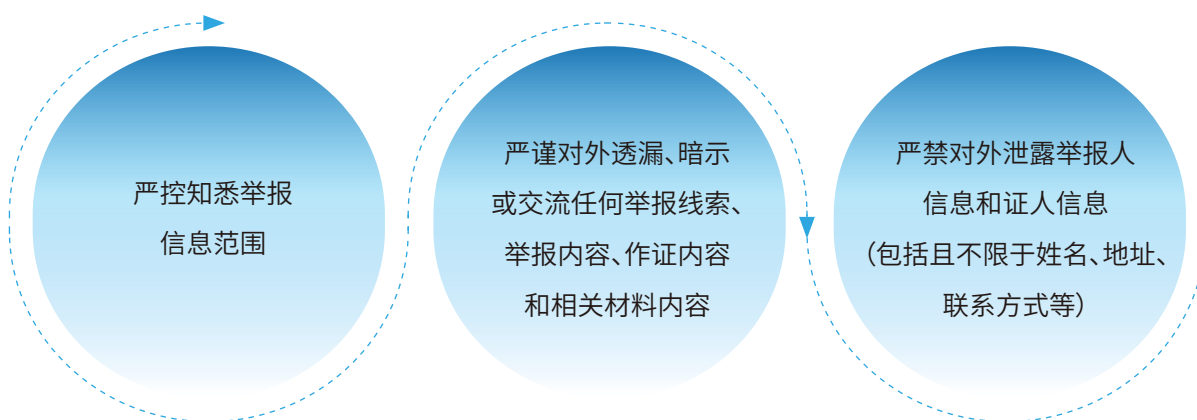 严控知悉举报
信息范围
严谨对外透漏、暗示
或交流任何举报线索、
举报内容、作证内容
和相关材料内容
严禁对外泄露举报人
信息和证人信息
（包括且不限于姓名、地址、
联系方式等）